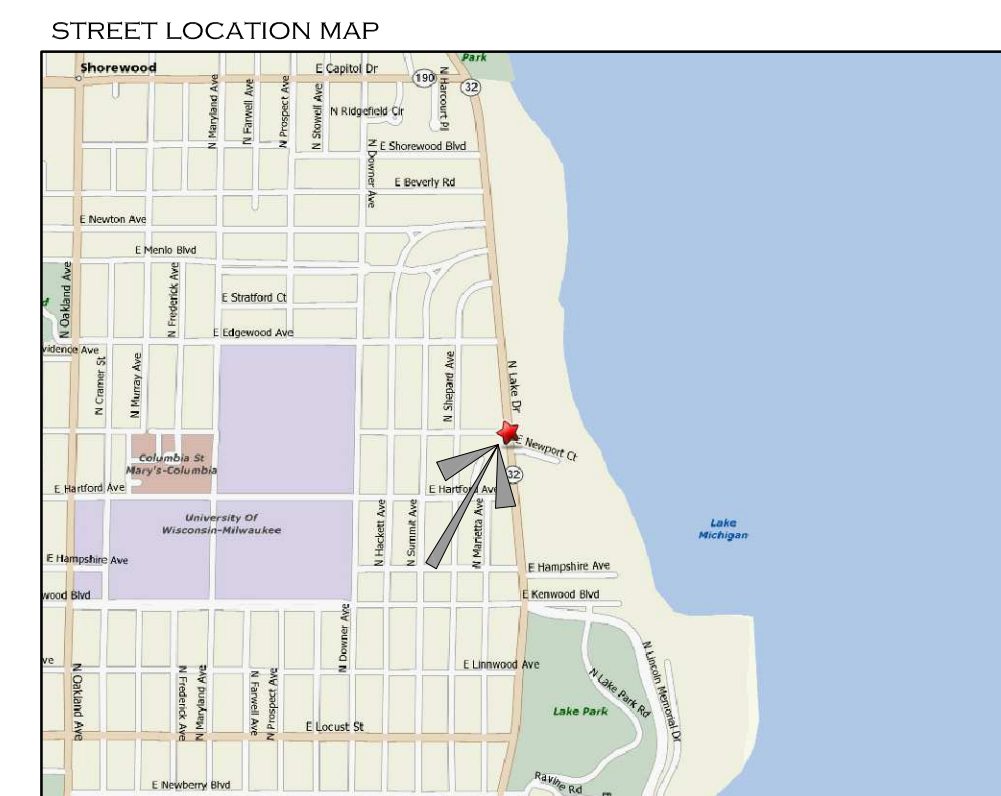 STREET LOCATION MAP
Park
Shorewood
E Capitol Dr
190
32
N Harcourt Pl
N Maryland Ave
N Farwell Ave
N Prospect Ave
N Stowell Ave
N Ridgefield Cir
N Downer Ave
E Shorewood Blvd
E Beverly Rd
E Newton Ave
E Menlo Blvd
N Oakland Ave
d
N Frederick Ave
E Stratford Ct
E Edgewood Ave
vidence Ave
N Cramer St
N Murray Ave
N Shepard Ave
N Lake Dr
E Newport Ct
Columbia St
Mary's-Columbia
32
E Hartford Ave
E Hartford Ave
University Of
Wisconsin-Milwaukee
N Hackett Ave
N Summit Ave
N Marietta Ave
Lake
Michigan
E Hampshire Ave
E Hampshire Ave
wood Blvd
E Kenwood Blvd
N Downer Ave
ve
E Linnwood Ave
N Oakland Ave
N Frederick Ave
N Maryland Ave
N Farwell Ave
N Prospect Ave
N Lake Park Rd
N Lincoln Memorial Dr
Lake Park
E Locust St
E Newberry Blvd
Ravine Rd